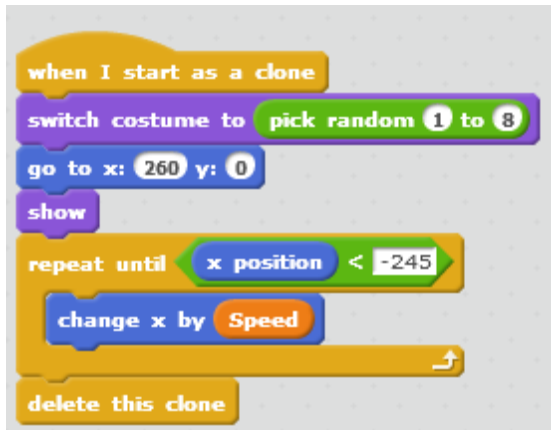 when I start as a clone
switch costume to pick random 1 to 8
go to x: 260 y: 0
show
repeat until x position < -245
change x by Speed
delete this clone